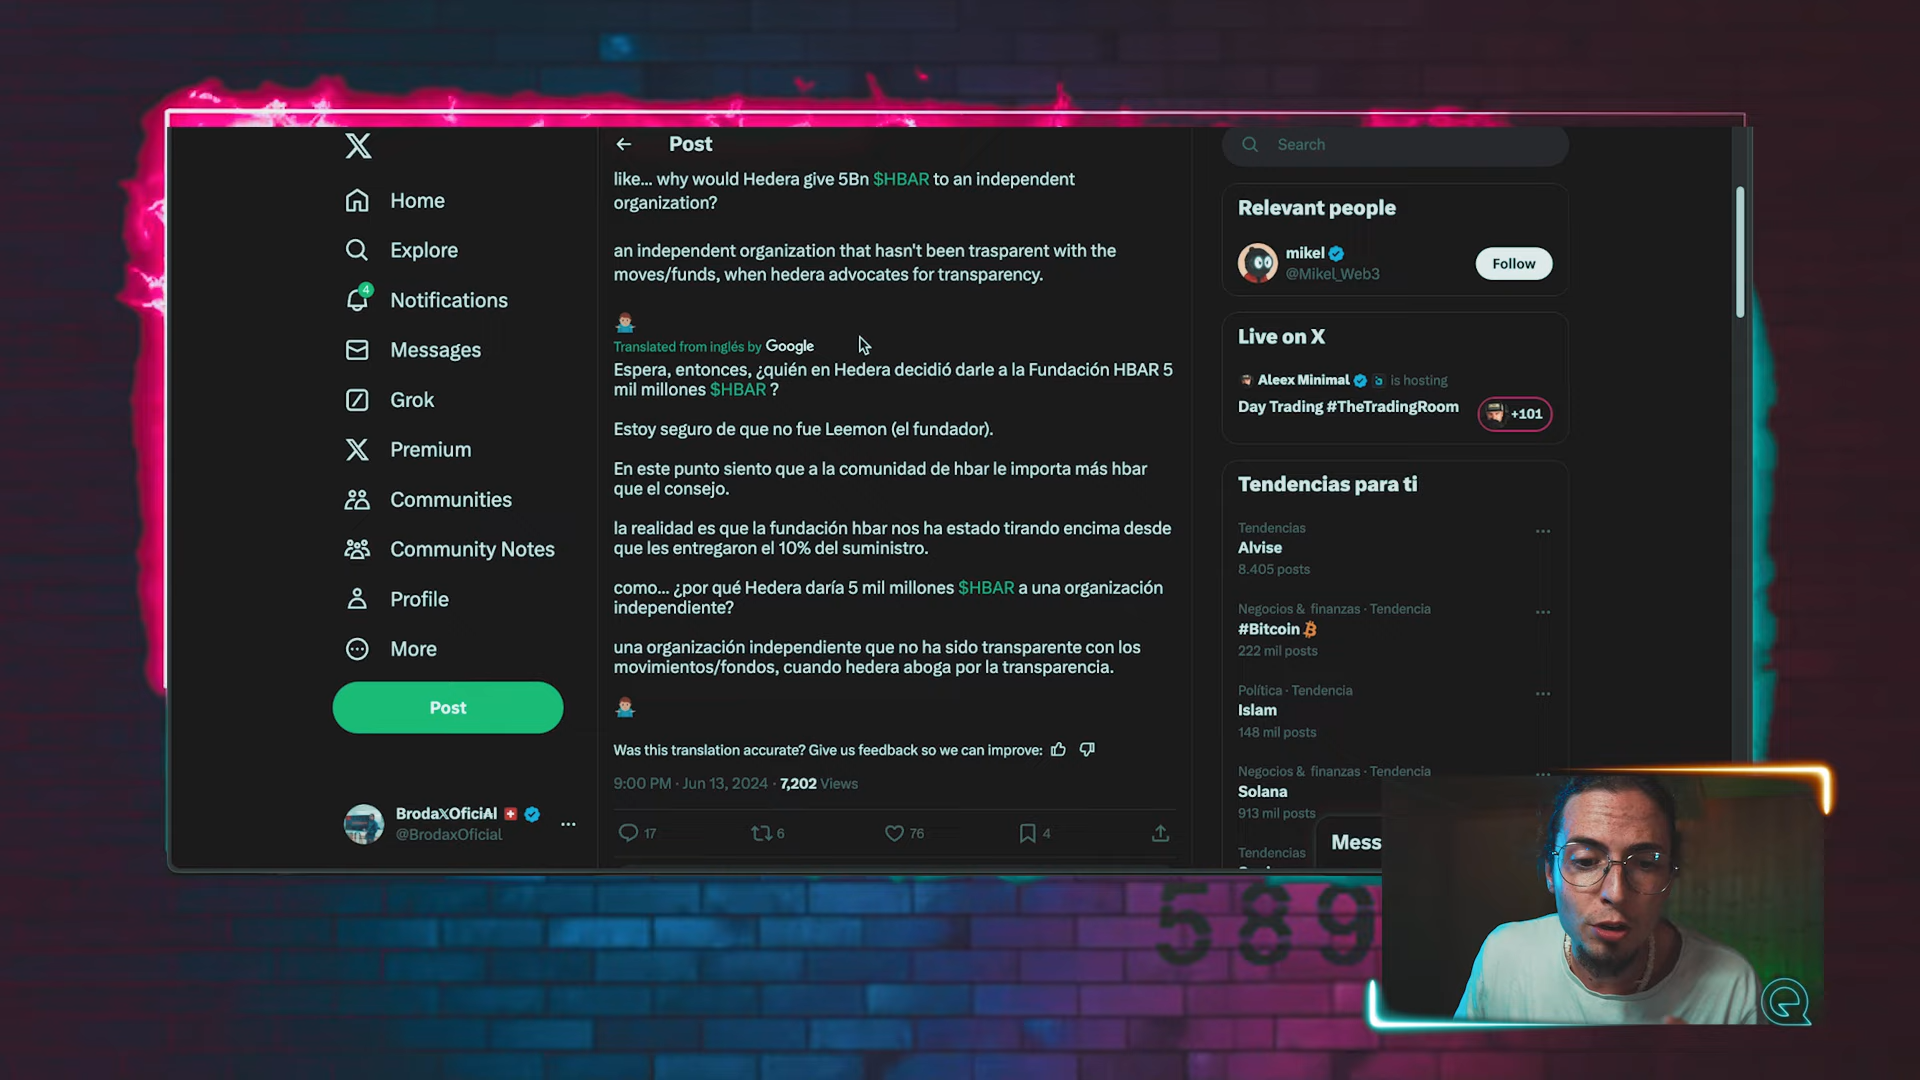 Home
Explore
4
Notifications
Messages
Grok
Premium
Communities
Community Notes
Profile
More
Post
BrodaXOficiAl
@BrodaxOficial
Post
like... why would Hedera give 5Bn $HBAR to an independent
organization?
an independent organization that hasn't been trasparent with the
moves/funds, when hedera advocates for transparency.
Translated from inglés by Google
Espera, entonces, ¿quién en Hedera decidió darle a la Fundación HBAR 5
mil millones $HBAR ?
Estoy seguro de que no fue Leemon (el fundador).
En este punto siento que a la comunidad de hbar le importa más hbar
que el consejo.
la realidad es que la fundación hbar nos ha estado tirando encima desde
que les entregaron el 10% del suministro.
como... ¿por qué Hedera daría 5 mil millones $HBAR a una organización
independiente?
una organización independiente que no ha sido transparente con los
movimientos/fondos, cuando hedera aboga por la transparencia.
Was this translation accurate? Give us feedback so we can improve:
9:00 PM · Jun 13, 2024 · 7,202 Views
17 6 76 4
Search
Relevant people
mikel
@Mikel_Web3
Follow
Live on X
Aleex Minimal is hosting
Day Trading #TheTradingRoom
+101
Tendencias para ti
Tendencias
Alvise
8.405 posts
Negocios & finanzas · Tendencia
#Bitcoin
222 mil posts
Política · Tendencia
Islam
148 mil posts
Negocios & finanzas · Tendencia
Solana
913 mil posts
Tendencias
Mess
589